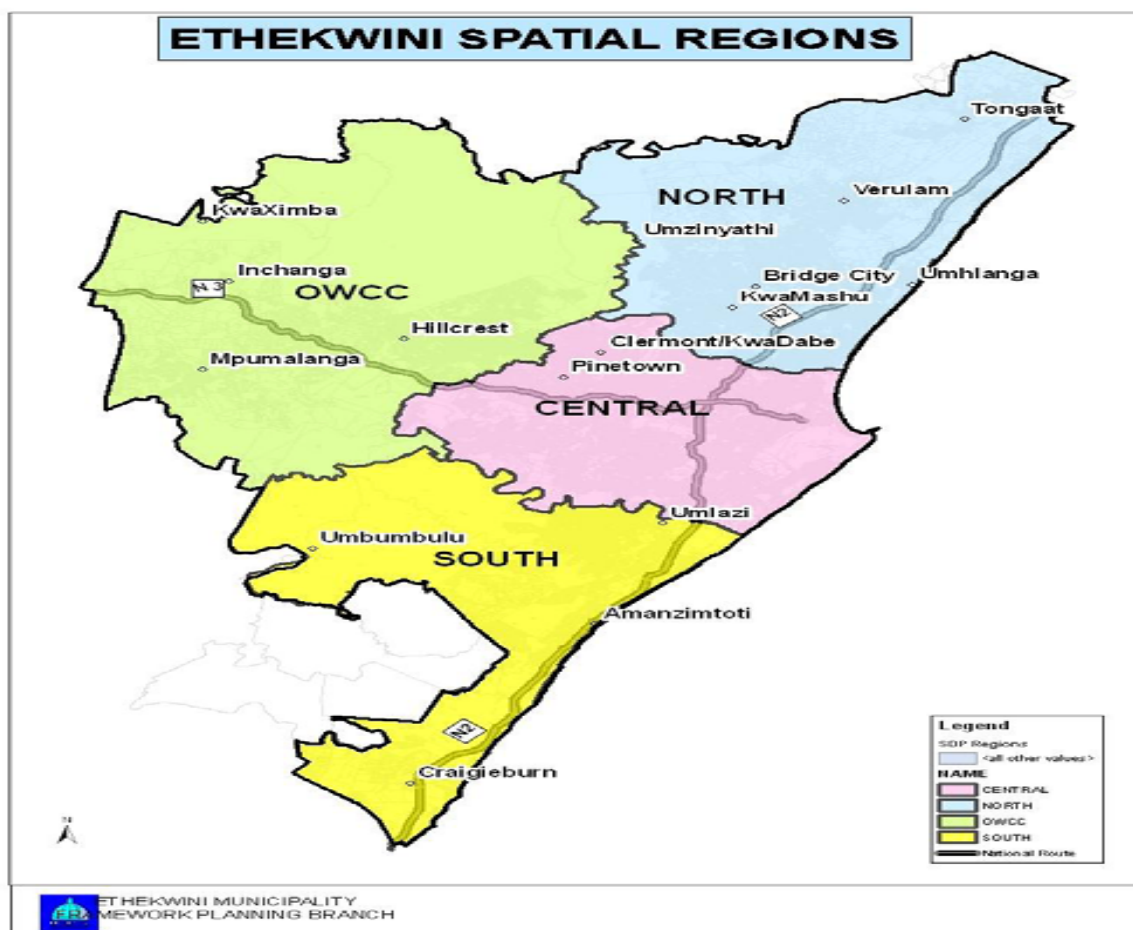 ETHEKWINI SPATIAL REGIONS
Tongaat
NORTH
Verulam
KwaXimba
Umzinyathi
Inchanga
Bridge City
Umhlanga
N3
OWCC
KwaMashu
N2
Hillcrest
Clermont/KwaDabe
Mpumalanga
Pinetown
CENTRAL
Umlazi
Umbumbulu
SOUTH
Amanzimtoti
N2
Craigieburn
Legend
SDP Regions
<all other values>
NAME
CENTRAL
NORTH
OWCC
SOUTH
National Route
N
ETHEKWINI MUNICIPALITY
FRAMEWORK PLANNING BRANCH